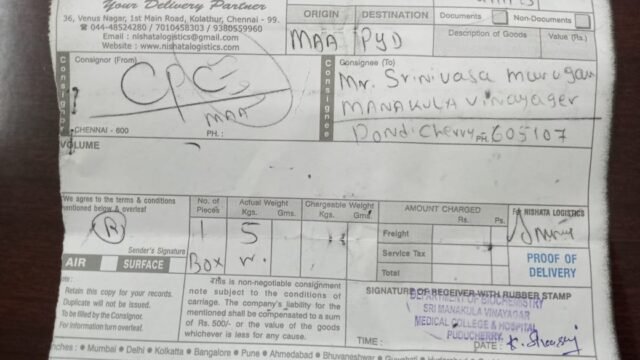 Your Delivery Partner
36, Venus Nagar, 1st Main Road, Kolathur, Chennai - 99.
044-48524280 / 7010458303 / 9380559960
Email : nishatalogistics@gmail.com
Website : www.nishatalogistics.com
ORIGIN DESTINATION
MAA PYD
Documents Non-Documents
Description of Goods Value (Rs.)
Consignor
Consignor (From)
CPC
MAA
CHENNAI - 600 PH. :
Consignee
Consignee (To)
Mr. Srinivasa Murugan
MANAKULA Vinayager
Pondicherry PH. 605107
VOLUME
We agree to the terms & conditions
mentioned below & overleaf
R
Sender's Signature
No. of Pieces Actual Weight Kgs. Gms. Chargeable Weight Kgs. Gms.
1 5
Box
AMOUNT CHARGED
Rs. Ps.
Freight
Service Tax
Total
For NISHATA LOGISTICS
PROOF OF
DELIVERY
AIR SURFACE
Retain this copy for your records.
Duplicate will not be issued.
To be filled by the Consignor.
For Information turn overleaf.
This is non-negotiable consignment
note subject to the conditions of
carriage. The company's liability for the
mentioned shall be compensated to a sum
of Rs. 500/- or the value of the goods
whichever is less for any cause.
SIGNATURE OF RECEIVER WITH RUBBER STAMP
DEPARTMENT OF BIOCHEMISTRY
SRI MANAKULA VINAYAGAR
MEDICAL COLLEGE & HOSPITAL
PUDUCHERRY
TIME : DATE :
nches : • Mumbai • Delhi • Kolkatta • Bangalore • Pune • Ahmedabad • Bhuvaneshwar • Guwahati